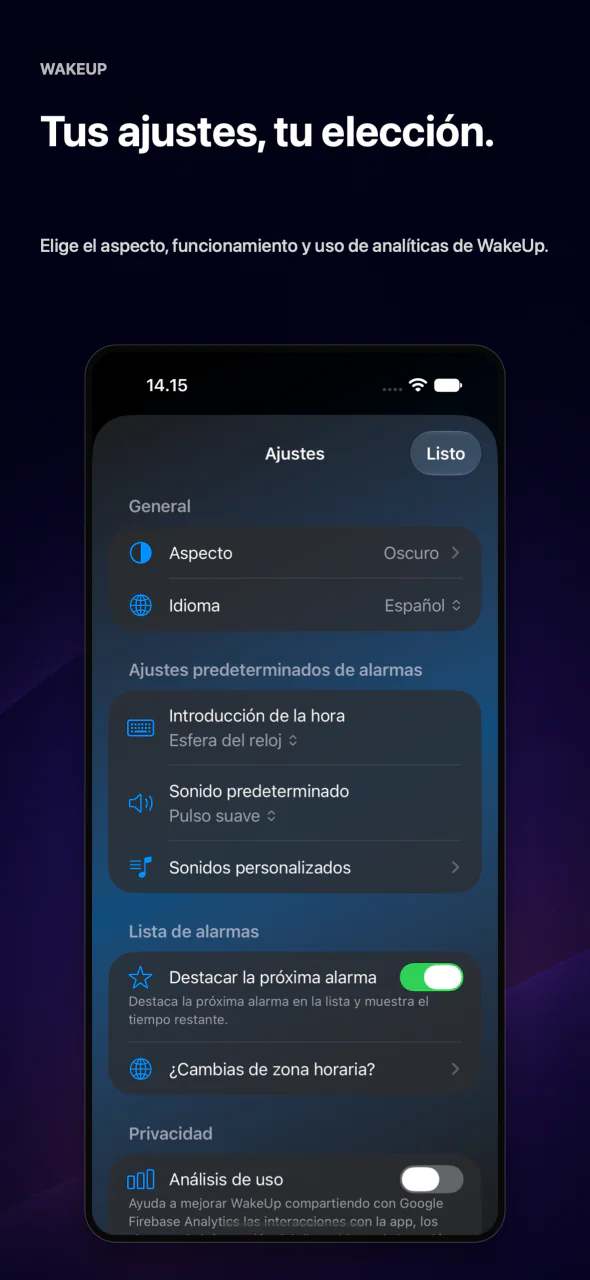 WAKEUP
Tus ajustes, tu elección.
Elige el aspecto, funcionamiento y uso de analíticas de WakeUp.
14.15
Ajustes
Listo
General
Aspecto
Oscuro
Idioma
Español
Ajustes predeterminados de alarmas
Introducción de la hora
Esfera del reloj
Sonido predeterminado
Pulso suave
Sonidos personalizados
Lista de alarmas
Destacar la próxima alarma
Destaca la próxima alarma en la lista y muestra el
tiempo restante.
¿Cambias de zona horaria?
Privacidad
Análisis de uso
Ayuda a mejorar WakeUp compartiendo con Google
Firebase Analytics las interacciones con la app, los